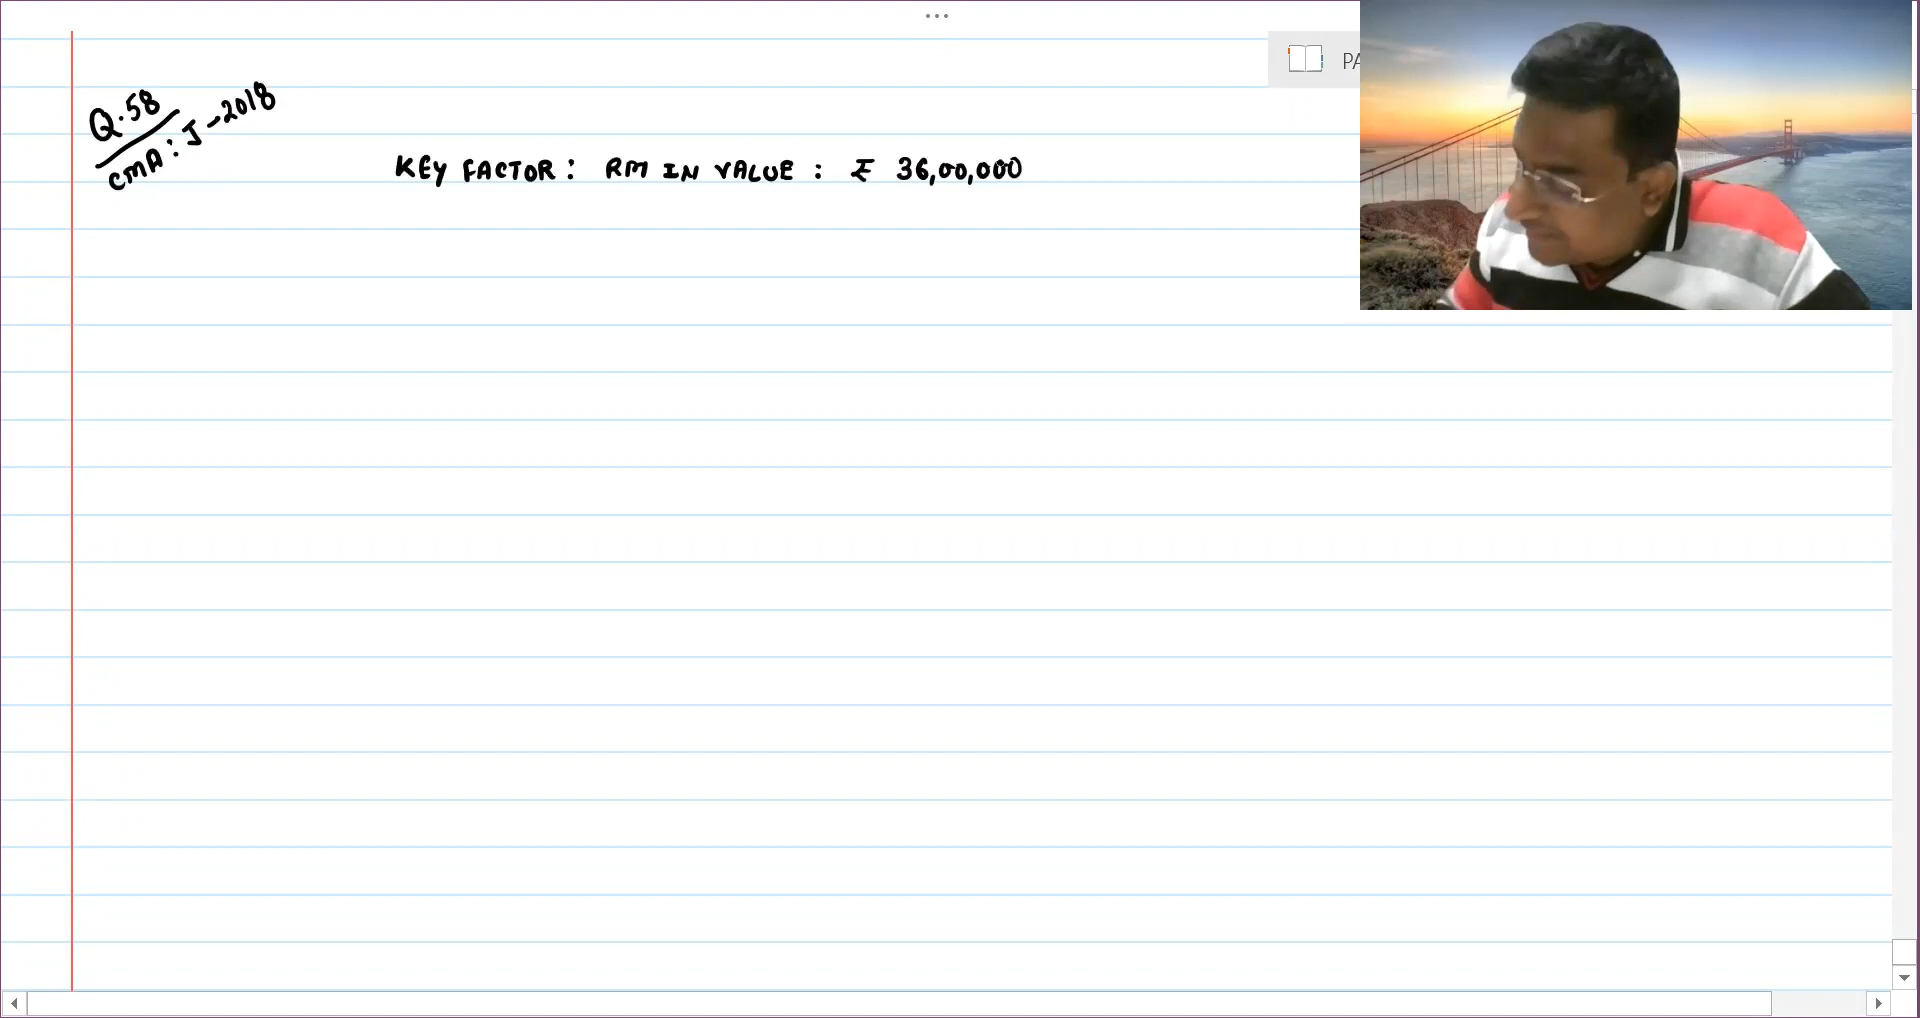 Q.58
CMA: J-2018
KEY FACTOR: RM IN VALUE : ₹ 36,00,000
PA